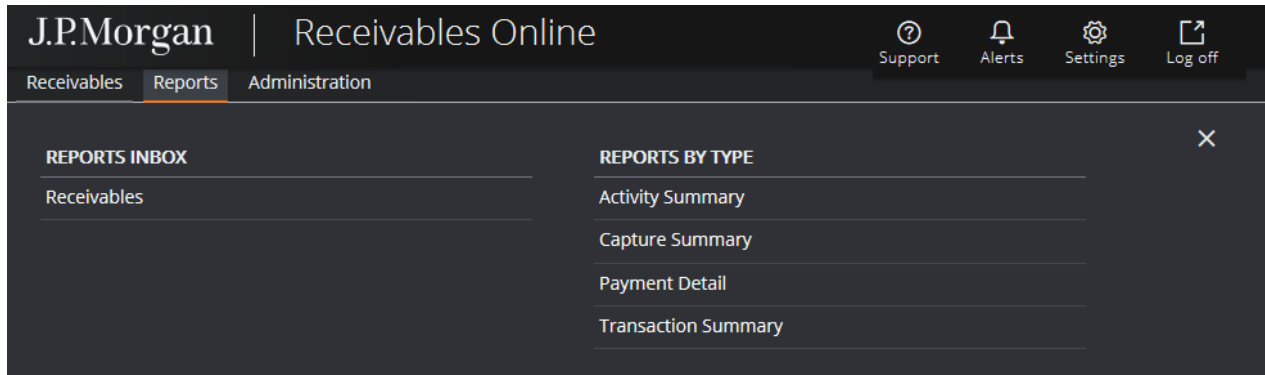 J.P.Morgan | Receivables Online
Support Alerts Settings Log off
Receivables Reports Administration
REPORTS INBOX
Receivables
REPORTS BY TYPE
Activity Summary
Capture Summary
Payment Detail
Transaction Summary